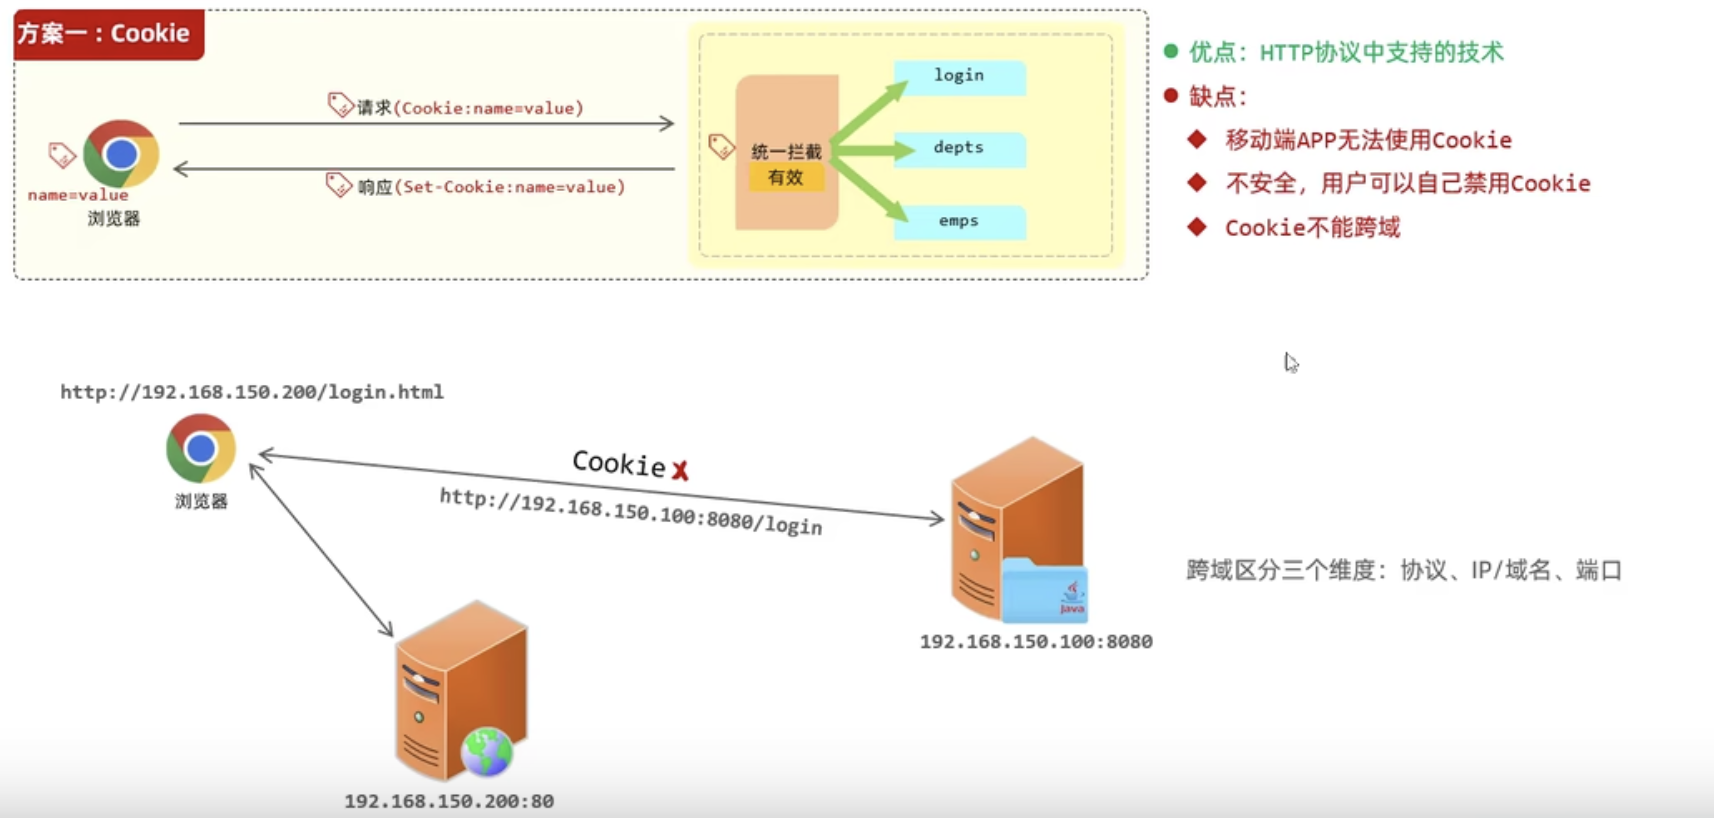 方案一：Cookie
请求(Cookie:name=value)
响应(Set-Cookie:name=value)
name=value
浏览器
统一拦截
有效
login
depts
emps
优点：HTTP协议中支持的技术
缺点：
移动端APP无法使用Cookie
不安全，用户可以自己禁用Cookie
Cookie不能跨域
http://192.168.150.200/login.html
浏览器
Cookie
http://192.168.150.100:8080/login
Java
192.168.150.100:8080
192.168.150.200:80
跨域区分三个维度：协议、IP/域名、端口